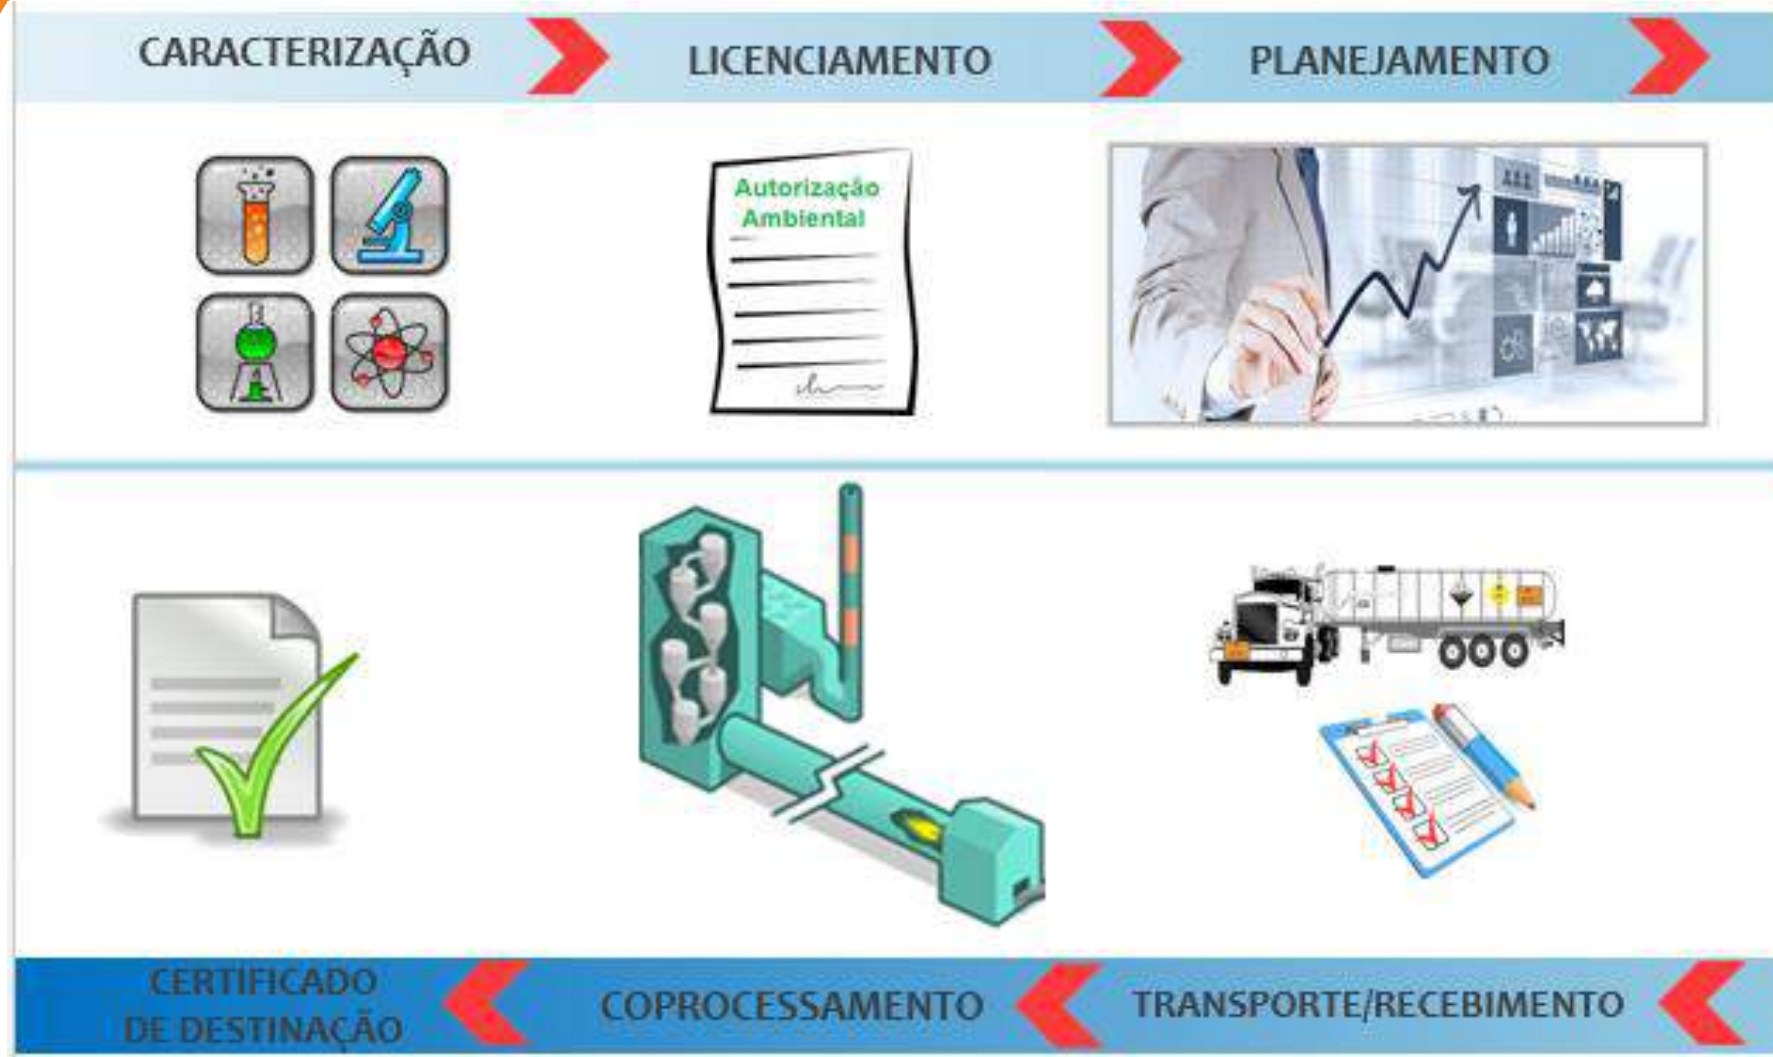 CARACTERIZAÇÃO
LICENCIAMENTO
PLANEJAMENTO
Autorização
Ambiental
CERTIFICADO
DE DESTINAÇÃO
COPROCESSAMENTO
TRANSPORTE/RECEBIMENTO